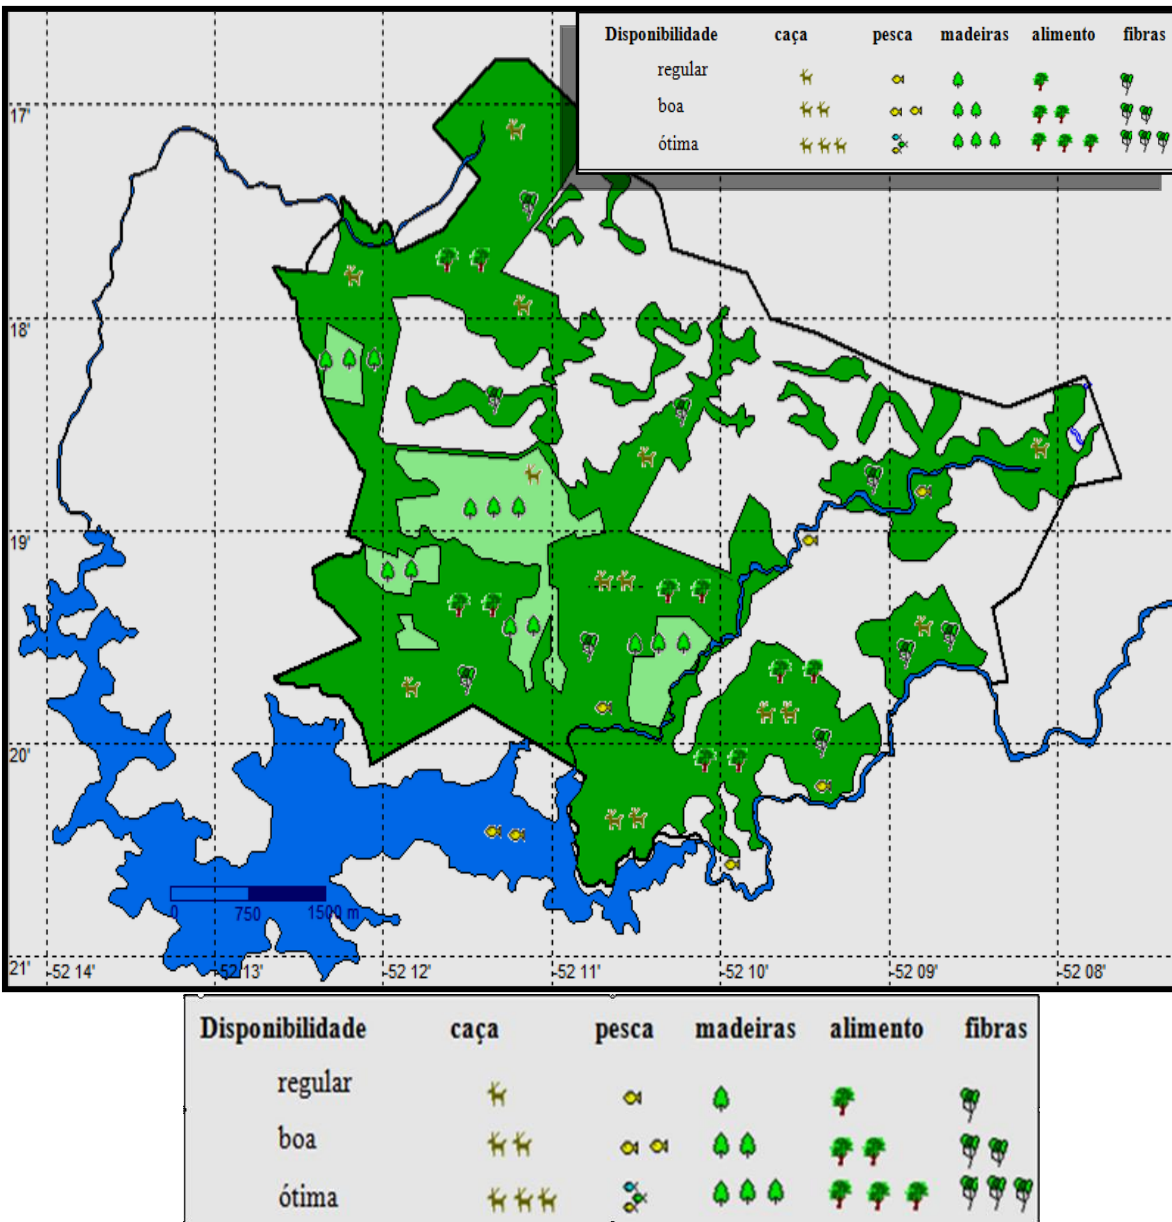 Disponibilidade caça pesca madeiras alimento fibras
regular
boa
ótima
17'
18'
19'
20'
0 750 1500 m
21' -52 14' -52 13' -52 12' -52 11' -52 10' -52 09' -52 08'
Disponibilidade caça pesca madeiras alimento fibras
regular
boa
ótima